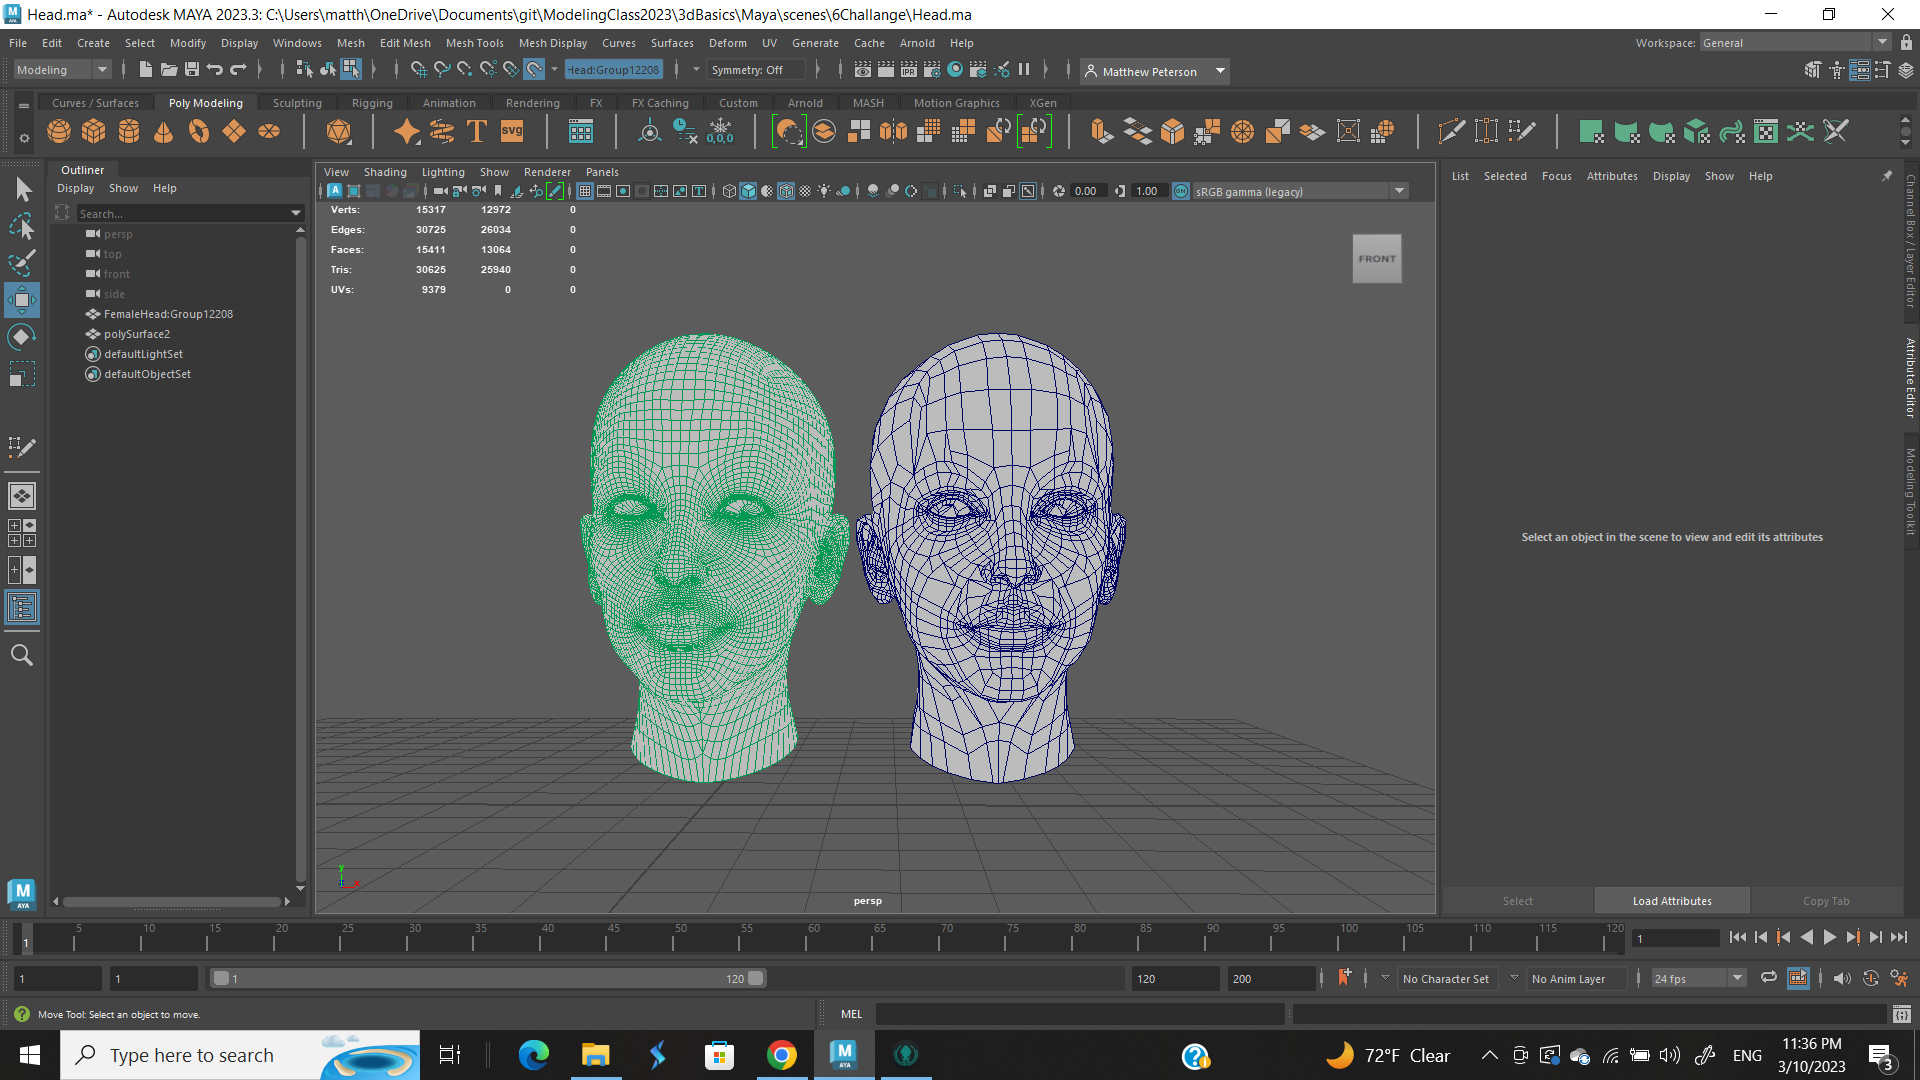 Head.ma* - Autodesk MAYA 2023.3: C:\Users\matth\OneDrive\Documents\git\ModelingClass2023\3dBasics\Maya\scenes\6Challange\Head.ma
File Edit Create Select Modify Display Windows Mesh Edit Mesh Mesh Tools Mesh Display Curves Surfaces Deform UV Generate Cache Arnold Help Workspace: General
Modeling Head:Group12208 Symmetry: Off IPR Matthew Peterson
Curves / Surfaces Poly Modeling Sculpting Rigging Animation Rendering FX FX Caching Custom Arnold MASH Motion Graphics XGen
SVG 0,0,0
Outliner
Display Show Help
Search...
persp
top
front
side
FemaleHead:Group12208
polySurface2
defaultLightSet
defaultObjectSet
View Shading Lighting Show Renderer Panels
0.00 1.00 ON sRGB gamma (legacy)
Verts: 15317 12972 0
Edges: 30725 26034 0
Faces: 15411 13064 0
Tris: 30625 25940 0
UVs: 9379 0 0
FRONT
y
persp
List Selected Focus Attributes Display Show Help
Select an object in the scene to view and edit its attributes
Select Load Attributes Copy Tab
Channel Box / Layer Editor
Attribute Editor
Modeling Toolkit
M
AYA
1 5 10 15 20 25 30 35 40 45 50 55 60 65 70 75 80 85 90 95 100 105 110 115 120 1
1 1 1 120 120 200 No Character Set No Anim Layer 24 fps
Move Tool: Select an object to move. MEL
Type here to search M AYA 72°F Clear ENG 11:36 PM
3/10/2023 3